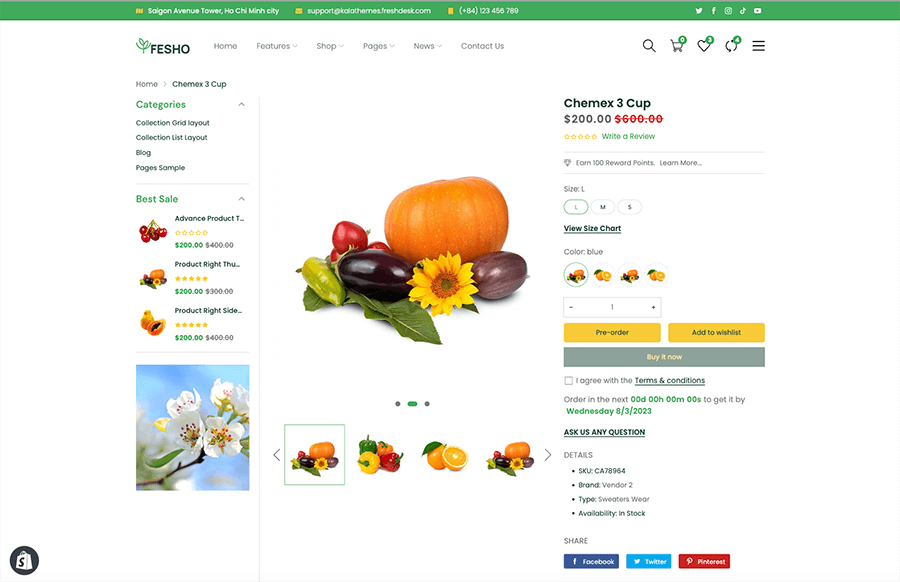 Saigon Avenue Tower, Ho Chi Minh city support@kalathemes.freshdesk.com (+84) 123 456 789
FESHO Home Features Shop Pages News Contact Us 0 3 4
Home > Chemex 3 Cup
Categories
Collection Grid layout
Collection List Layout
Blog
Pages Sample
Best Sale
Advance Product T...
$200.00 $400.00
Product Right Thu...
$200.00 $300.00
Product Right Side...
$200.00 $400.00
Chemex 3 Cup
$200.00 $600.00
Write a Review
Earn 100 Reward Points. Learn More...
Size: L
L M S
View Size Chart
Color: blue
- 1 +
Pre-order Add to wishlist
Buy it now
I agree with the Terms & conditions
Order in the next 00d 00h 00m 00s to get it by
Wednesday 8/3/2023
ASK US ANY QUESTION
DETAILS
SKU: CA78964
Brand: Vendor 2
Type: Sweaters Wear
Availability: In Stock
SHARE
Facebook Twitter Pinterest